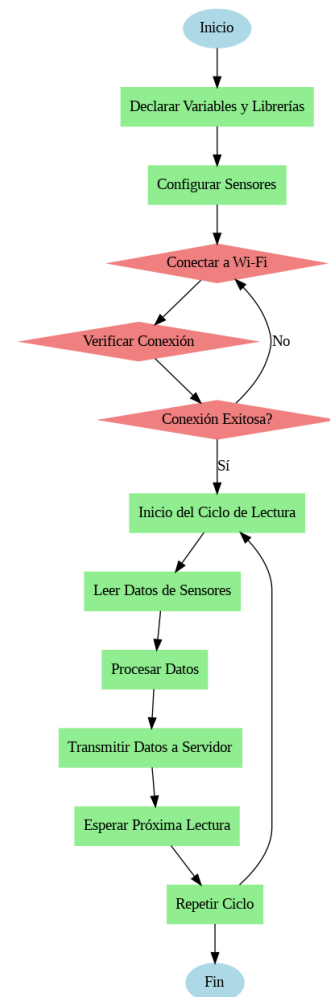 Inicio
Declarar Variables y Librerías
Configurar Sensores
Conectar a Wi-Fi
Verificar Conexión
No
Conexión Exitosa?
Sí
Inicio del Ciclo de Lectura
Leer Datos de Sensores
Procesar Datos
Transmitir Datos a Servidor
Esperar Próxima Lectura
Repetir Ciclo
Fin